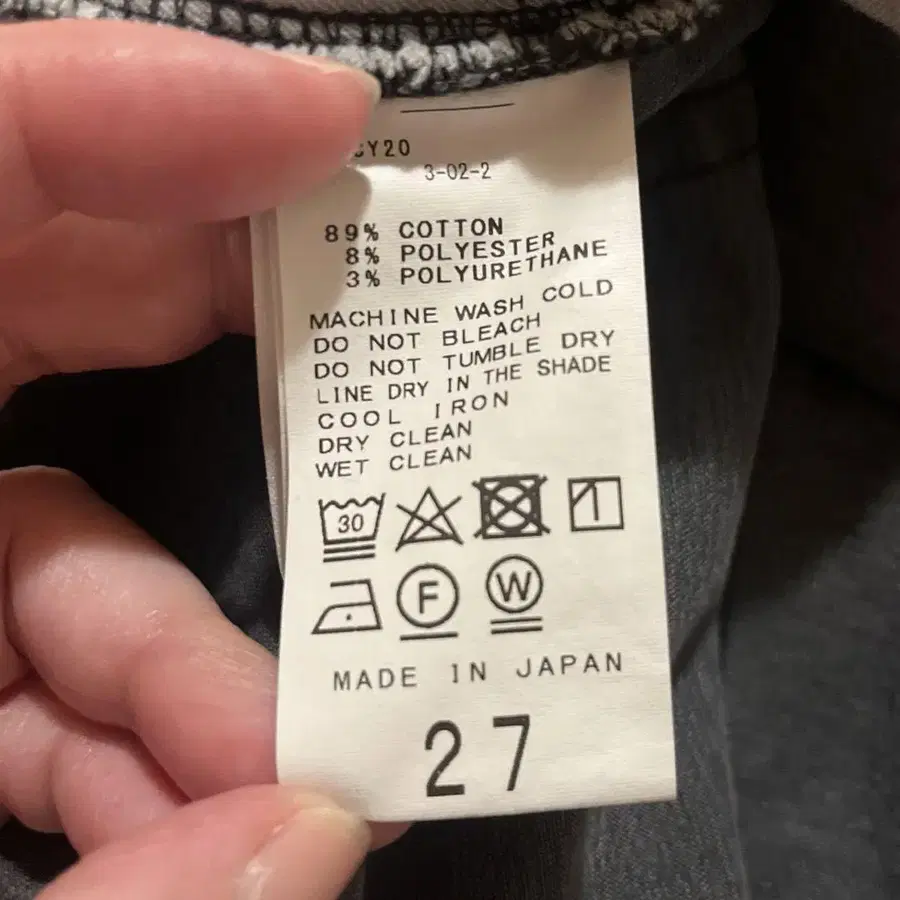 Y20
3-02-2
89% COTTON
8% POLYESTER
3% POLYURETHANE
MACHINE WASH COLD
DO NOT BLEACH
DO NOT TUMBLE DRY
LINE DRY IN THE SHADE
COOL IRON
DRY CLEAN
WET CLEAN
30
F W
MADE IN JAPAN
27